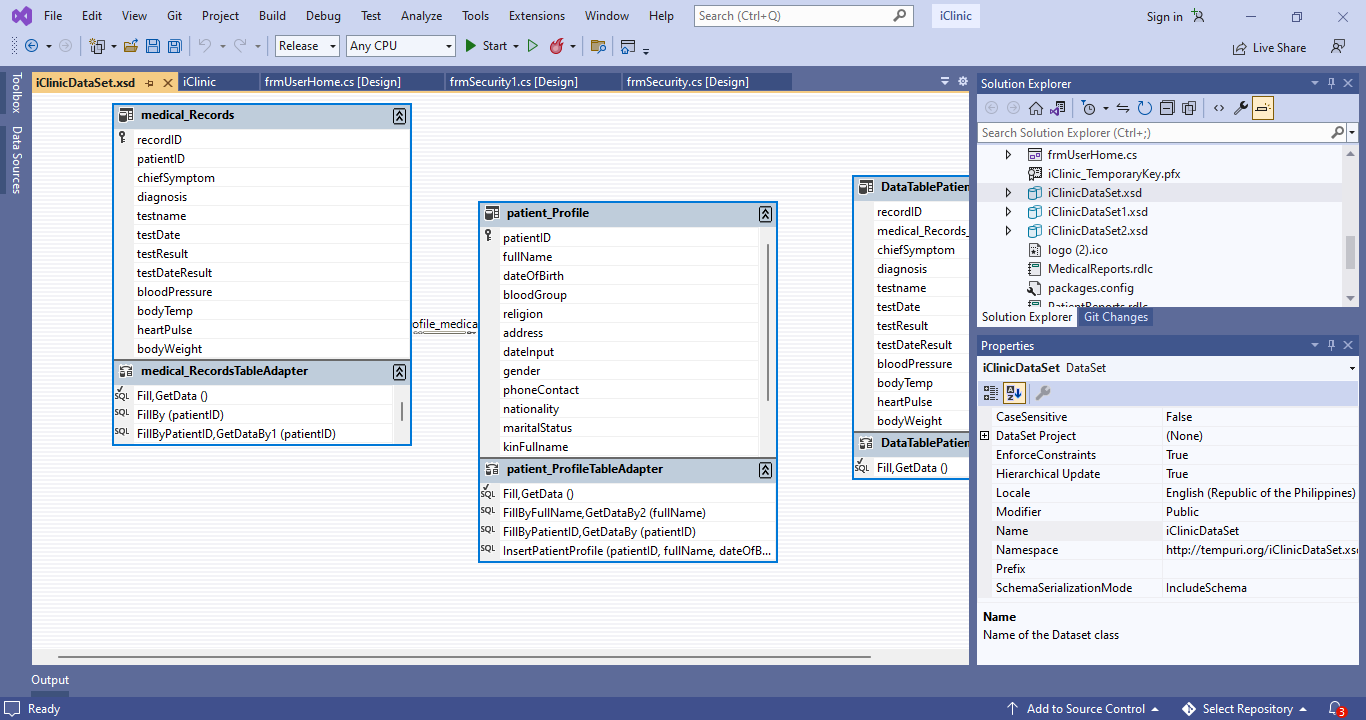 File Edit View Git Project Build Debug Test Analyze Tools Extensions Window Help Search (Ctrl+Q) iClinic Sign in
Release Any CPU Start Live Share
Toolbox
Data Sources
iClinicDataSet.xsd iClinic frmUserHome.cs [Design] frmSecurity1.cs [Design] frmSecurity.cs [Design]
medical_Records
recordID
patientID
chiefSymptom
diagnosis
testname
testDate
testResult
testDateResult
bloodPressure
bodyTemp
heartPulse
bodyWeight
medical_RecordsTableAdapter
SQL Fill,GetData ()
SQL FillBy (patientID)
SQL FillByPatientID,GetDataBy1 (patientID)
ofile_medica
patient_Profile
patientID
fullName
dateOfBirth
bloodGroup
religion
address
dateInput
gender
phoneContact
nationality
maritalStatus
kinFullname
patient_ProfileTableAdapter
SQL Fill,GetData ()
SQL FillByFullName,GetDataBy2 (fullName)
SQL FillByPatientID,GetDataBy (patientID)
SQL InsertPatientProfile (patientID, fullName, dateOfB...
DataTablePatien
recordID
medical_Records_
chiefSymptom
diagnosis
testname
testDate
testResult
testDateResult
bloodPressure
bodyTemp
heartPulse
bodyWeight
DataTablePatien
SQL Fill,GetData ()
Solution Explorer
Search Solution Explorer (Ctrl+;)
frmUserHome.cs
iClinic_TemporaryKey.pfx
iClinicDataSet.xsd
iClinicDataSet1.xsd
iClinicDataSet2.xsd
logo (2).ico
MedicalReports.rdlc
packages.config
PatientReports.rdlc
Solution Explorer Git Changes
Properties
iClinicDataSet DataSet
CaseSensitive False
DataSet Project (None)
EnforceConstraints True
Hierarchical Update True
Locale English (Republic of the Philippines)
Modifier Public
Name iClinicDataSet
Namespace http://tempuri.org/iClinicDataSet.xsd
Prefix
SchemaSerializationMode IncludeSchema
Name
Name of the Dataset class
Output
Ready Add to Source Control Select Repository 3